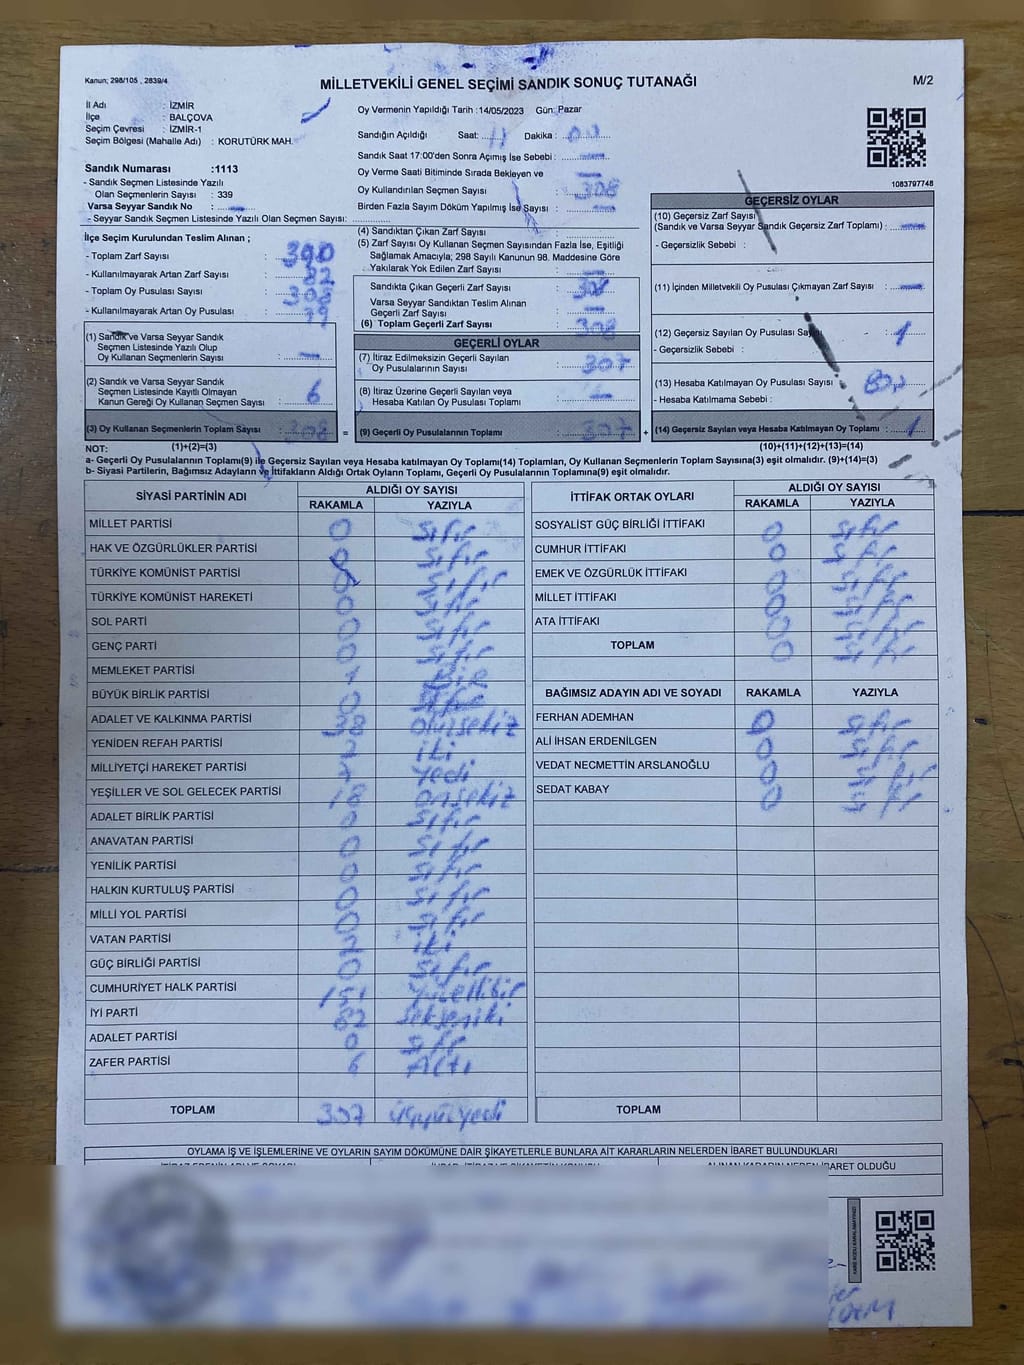 Kanun; 298/105 , 2839/4
MİLLETVEKİLİ GENEL SEÇİMİ SANDIK SONUÇ TUTANAĞI
M/2
İl Adı : İZMİR
İlçe : BALÇOVA
Seçim Çevresi : İZMİR-1
Seçim Bölgesi (Mahalle Adı) : KORUTÜRK MAH.
Oy Vermenin Yapıldığı Tarih :14/05/2023 Gün: Pazar
Sandığın Açıldığı Saat: Dakika :
Sandık Saat 17:00'den Sonra Açımış İse Sebebi :
Oy Verme Saati Bitiminde Sırada Bekleyen ve
Oy Kullandırılan Seçmen Sayısı : 308
Birden Fazla Sayım Döküm Yapılmış İse Sayısı :
1083797748
Sandık Numarası :1113
- Sandık Seçmen Listesinde Yazılı
Olan Seçmenlerin Sayısı : 339
Varsa Seyyar Sandık No :
- Seyyar Sandık Seçmen Listesinde Yazılı Olan Seçmen Sayısı:
İlçe Seçim Kurulundan Teslim Alınan ;
- Toplam Zarf Sayısı :
- Kullanılmayarak Artan Zarf Sayısı :
- Toplam Oy Pusulası Sayısı :
- Kullanılmayarak Artan Oy Pusulası :
(1) Sandık ve Varsa Seyyar Sandık
Seçmen Listesinde Yazılı Olup
Oy Kullanan Seçmenlerin Sayısı :
(2) Sandık ve Varsa Seyyar Sandık
Seçmen Listesinde Kayıtlı Olmayan
Kanun Gereği Oy Kullanan Seçmen Sayısı : 6
(3) Oy Kullanan Seçmenlerin Toplam Sayısı : 308
(4) Sandıktan Çıkan Zarf Sayısı :
(5) Zarf Sayısı Oy Kullanan Seçmen Sayısından Fazla İse, Eşitliği
Sağlamak Amacıyla; 298 Sayılı Kanunun 98. Maddesine Göre
Yakılarak Yok Edilen Zarf Sayısı :
Sandıkta Çıkan Geçerli Zarf Sayısı : 308
Varsa Seyyar Sandıktan Teslim Alınan
Geçerli Zarf Sayısı :
(6) Toplam Geçerli Zarf Sayısı : 308
GEÇERLİ OYLAR
(7) İtiraz Edilmeksizin Geçerli Sayılan
Oy Pusulalarının Sayısı : 307
(8) İtiraz Üzerine Geçerli Sayılan veya
Hesaba Katılan Oy Pusulası Toplamı :
= (9) Geçerli Oy Pusulalarının Toplamı : 307 +
GEÇERSİZ OYLAR
(10) Geçersiz Zarf Sayısı
(Sandık ve Varsa Seyyar Sandık Geçersiz Zarf Toplamı) :
- Geçersizlik Sebebi :
(11) İçinden Milletvekili Oy Pusulası Çıkmayan Zarf Sayısı :
(12) Geçersiz Sayılan Oy Pusulası Sayısı : 1
- Geçersizlik Sebebi :
(13) Hesaba Katılmayan Oy Pusulası Sayısı :
- Hesaba Katılmama Sebebi :
(14) Geçersiz Sayılan veya Hesaba Katılmayan Oy Toplamı : 1
NOT: (1)+(2)=(3)
(10)+(11)+(12)+(13)=(14)
a- Geçerli Oy Pusulalarının Toplamı(9) ile Geçersiz Sayılan veya Hesaba katılmayan Oy Toplamı(14) Toplamları, Oy Kullanan Seçmenlerin Toplam Sayısına(3) eşit olmalıdır. (9)+(14)=(3)
b- Siyasi Partilerin, Bağımsız Adayların ve İttifakların Aldığı Ortak Oyların Toplamı, Geçerli Oy Pusulalarının Toplamına(9) eşit olmalıdır.
SİYASİ PARTİNİN ADI ALDIĞI OY SAYISI
RAKAMLA YAZIYLA
MİLLET PARTİSİ 0 Sıfır
HAK VE ÖZGÜRLÜKLER PARTİSİ 0 Sıfır
TÜRKİYE KOMÜNİST PARTİSİ Sıfır
TÜRKİYE KOMÜNİST HAREKETİ 0 Sıfır
SOL PARTİ 0 Sıfır
GENÇ PARTİ 0 Sıfır
MEMLEKET PARTİSİ 1 Bir
BÜYÜK BİRLİK PARTİSİ 0 Sıfır
ADALET VE KALKINMA PARTİSİ 38 Otuzsekiz
YENİDEN REFAH PARTİSİ 2 iki
MİLLİYETÇİ HAREKET PARTİSİ 7 yedi
YEŞİLLER VE SOL GELECEK PARTİSİ 18 onsekiz
ADALET BİRLİK PARTİSİ 0 Sıfır
ANAVATAN PARTİSİ 0 Sıfır
YENİLİK PARTİSİ 0 Sıfır
HALKIN KURTULUŞ PARTİSİ 0 Sıfır
MİLLİ YOL PARTİSİ 0 Sıfır
VATAN PARTİSİ 2 iki
GÜÇ BİRLİĞİ PARTİSİ 0 Sıfır
CUMHURİYET HALK PARTİSİ 151 Yüzellibir
İYİ PARTİ 82 Sekseniki
ADALET PARTİSİ 0 Sıfır
ZAFER PARTİSİ 6 Altı
TOPLAM 307 üçyüzyedi
İTTİFAK ORTAK OYLARI ALDIĞI OY SAYISI
RAKAMLA YAZIYLA
SOSYALİST GÜÇ BİRLİĞİ İTTİFAKI 0 Sıfır
CUMHUR İTTİFAKI 0 Sıfır
EMEK VE ÖZGÜRLÜK İTTİFAKI 0 Sıfır
MİLLET İTTİFAKI 0 Sıfır
ATA İTTİFAKI 0 Sıfır
TOPLAM 0 Sıfır
BAĞIMSIZ ADAYIN ADI VE SOYADI RAKAMLA YAZIYLA
FERHAN ADEMHAN 0 Sıfır
ALİ İHSAN ERDENİLGEN 0 Sıfır
VEDAT NECMETTİN ARSLANOĞLU 0 Sıfır
SEDAT KABAY 0 Sıfır
TOPLAM
OYLAMA İŞ VE İŞLEMLERİNE VE OYLARIN SAYIM DÖKÜMÜNE DAİR ŞİKAYETLERLE BUNLARA AİT KARARLARIN NELERDEN İBARET BULUNDUKLARI